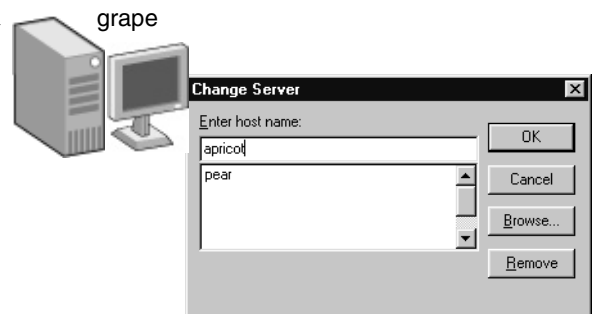 grape
Change Server
Enter host name:
OK
apricot
pear
Cancel
Browse...
Remove